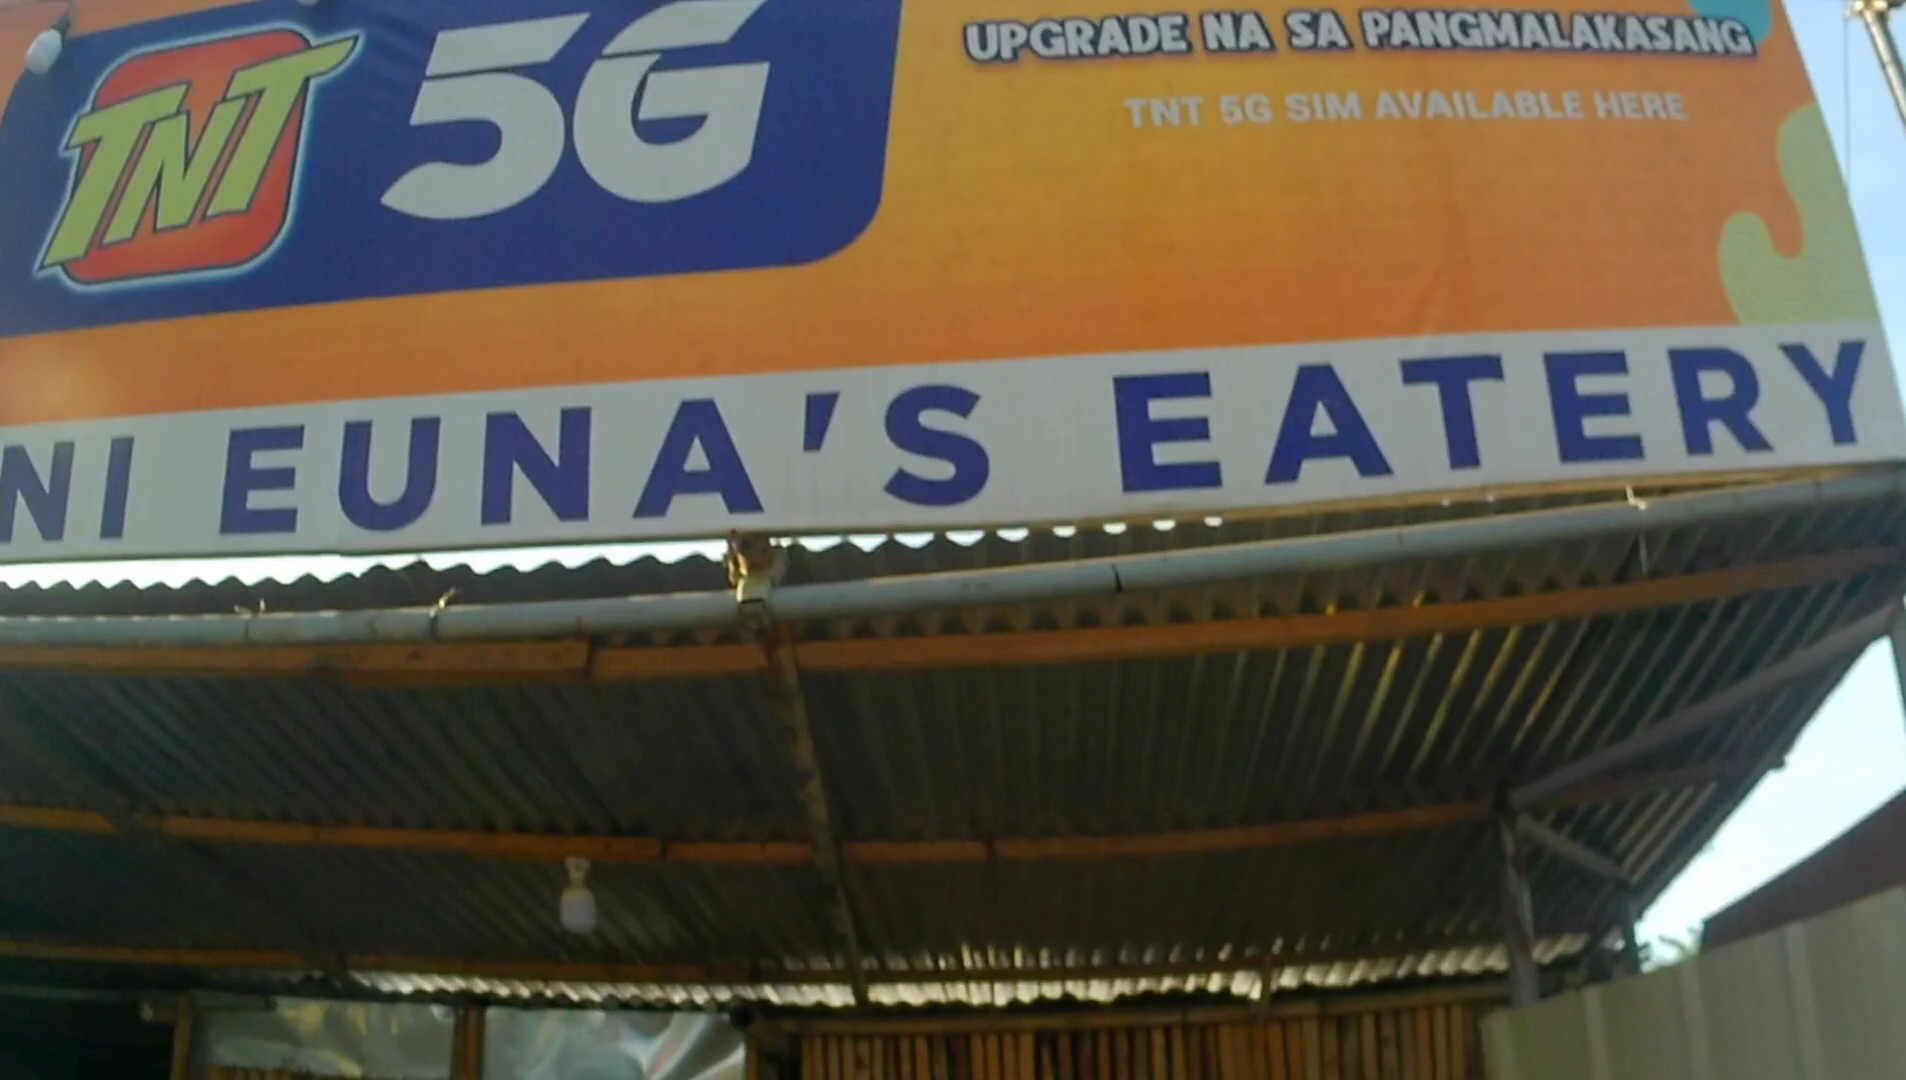 TNT 5G
UPGRADE NA SA PANGMALAKASANG
TNT 5G SIM AVAILABLE HERE
NI EUNA'S EATERY